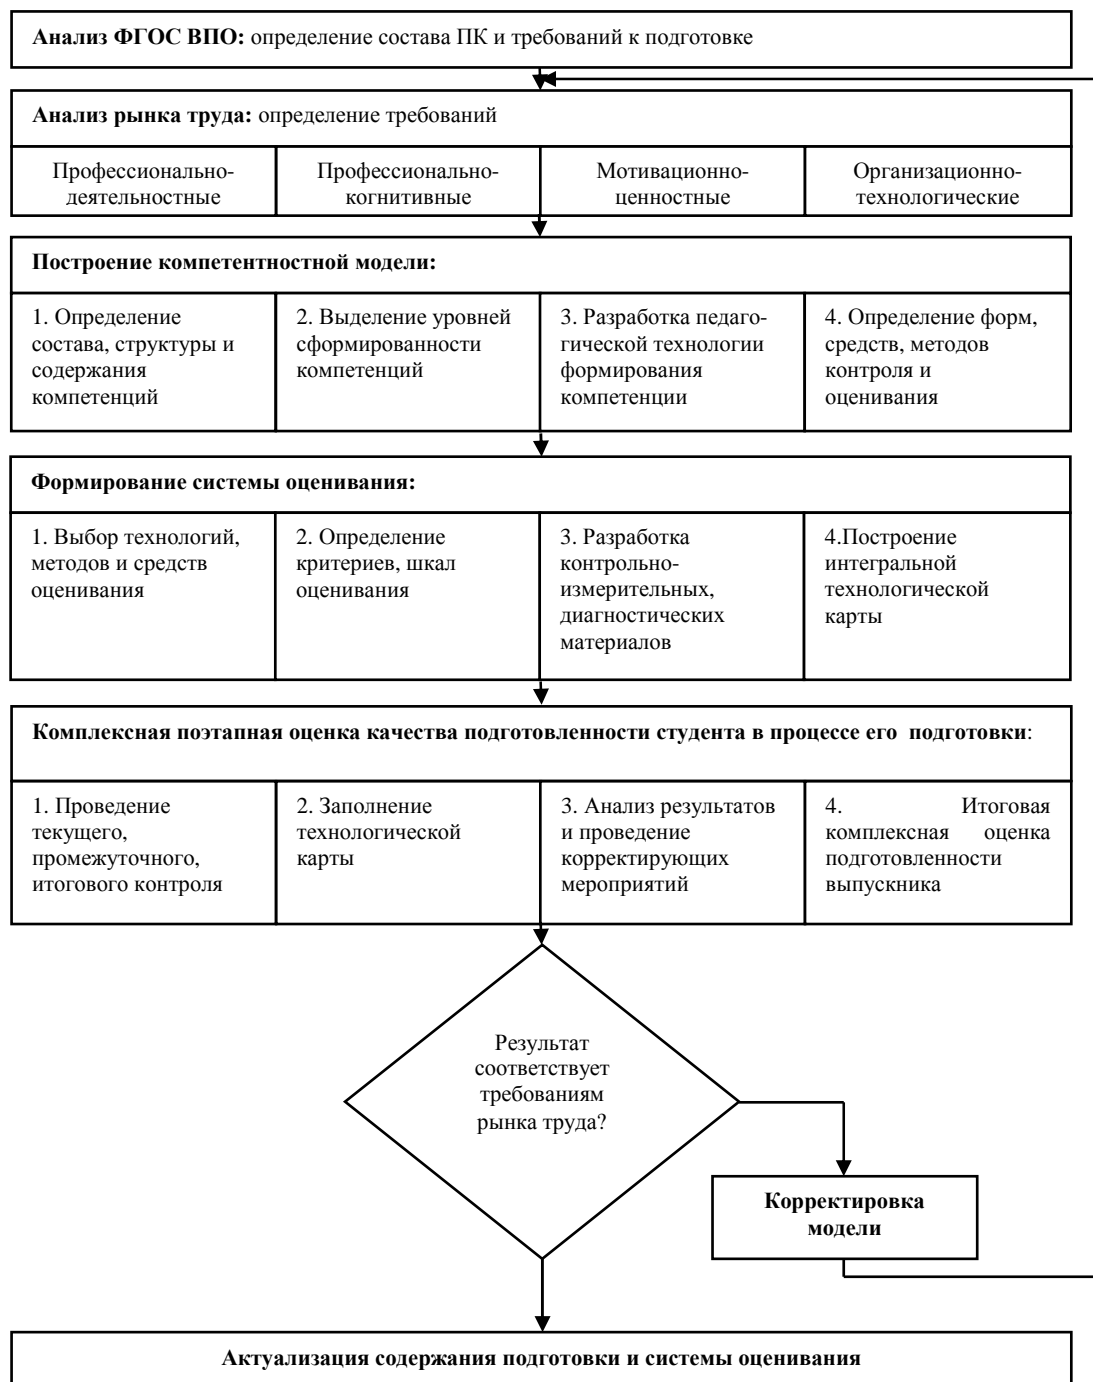 Анализ ФГОС ВПО: определение состава ПК и требований к подготовке
Анализ рынка труда: определение требований
Профессионально-
деятельностные
Профессионально-
когнитивные
Мотивационно-
ценностные
Организационно-
технологические
Построение компетентностной модели:
1. Определение
состава, структуры и
содержания
компетенций
2. Выделение уровней
сформированности
компетенций
3. Разработка педаго-
гической технологии
формирования
компетенции
4. Определение форм,
средств, методов
контроля и
оценивания
Формирование системы оценивания:
1. Выбор технологий,
методов и средств
оценивания
2. Определение
критериев, шкал
оценивания
3. Разработка
контрольно-
измерительных,
диагностических
материалов
4.Построение
интегральной
технологической
карты
Комплексная поэтапная оценка качества подготовленности студента в процессе его подготовки:
1. Проведение
текущего,
промежуточного,
итогового контроля
2. Заполнение
технологической
карты
3. Анализ результатов
и проведение
корректирующих
мероприятий
4. Итоговая
комплексная оценка
подготовленности
выпускника
Результат
соответствует
требованиям
рынка труда?
Корректировка
модели
Актуализация содержания подготовки и системы оценивания